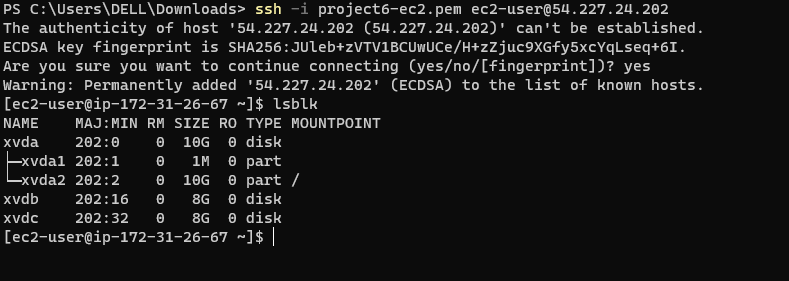 PS C:\Users\DELL\Downloads> ssh -i project6-ec2.pem ec2-user@54.227.24.202
The authenticity of host '54.227.24.202 (54.227.24.202)' can't be established.
ECDSA key fingerprint is SHA256:JUleb+zVTV1BCUwUCe/H+zZjuc9XGfy5xcYqLseq+6I.
Are you sure you want to continue connecting (yes/no/[fingerprint])? yes
Warning: Permanently added '54.227.24.202' (ECDSA) to the list of known hosts.
[ec2-user@ip-172-31-26-67 ~]$ lsblk
NAME    MAJ:MIN RM SIZE RO TYPE MOUNTPOINT
xvda    202:0    0  10G  0 disk
├─xvda1 202:1    0   1M  0 part
└─xvda2 202:2    0  10G  0 part /
xvdb    202:16   0   8G  0 disk
xvdc    202:32   0   8G  0 disk
[ec2-user@ip-172-31-26-67 ~]$